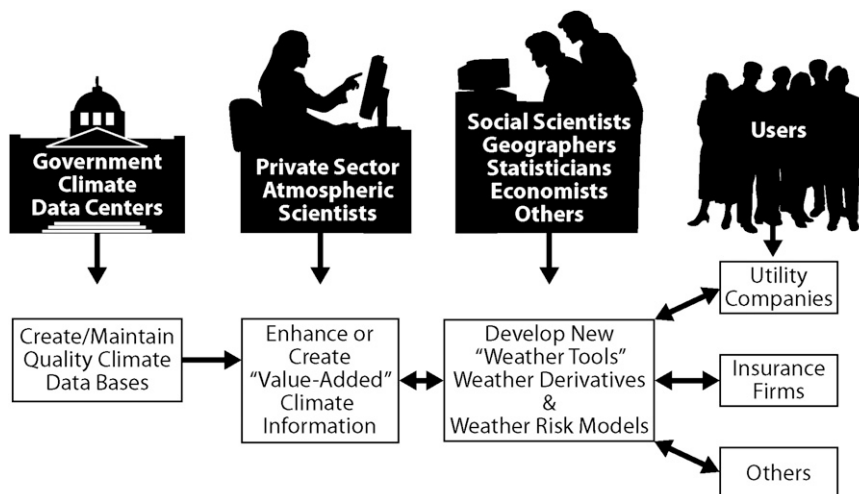 Government
Climate
Data Centers
Private Sector
Atmospheric
Scientists
Social Scientists
Geographers
Statisticians
Economists
Others
Users
Create/Maintain
Quality Climate
Data Bases
Enhance or
Create
“Value-Added”
Climate
Information
Develop New
“Weather Tools”
Weather Derivatives
&
Weather Risk Models
Utility
Companies
Insurance
Firms
Others